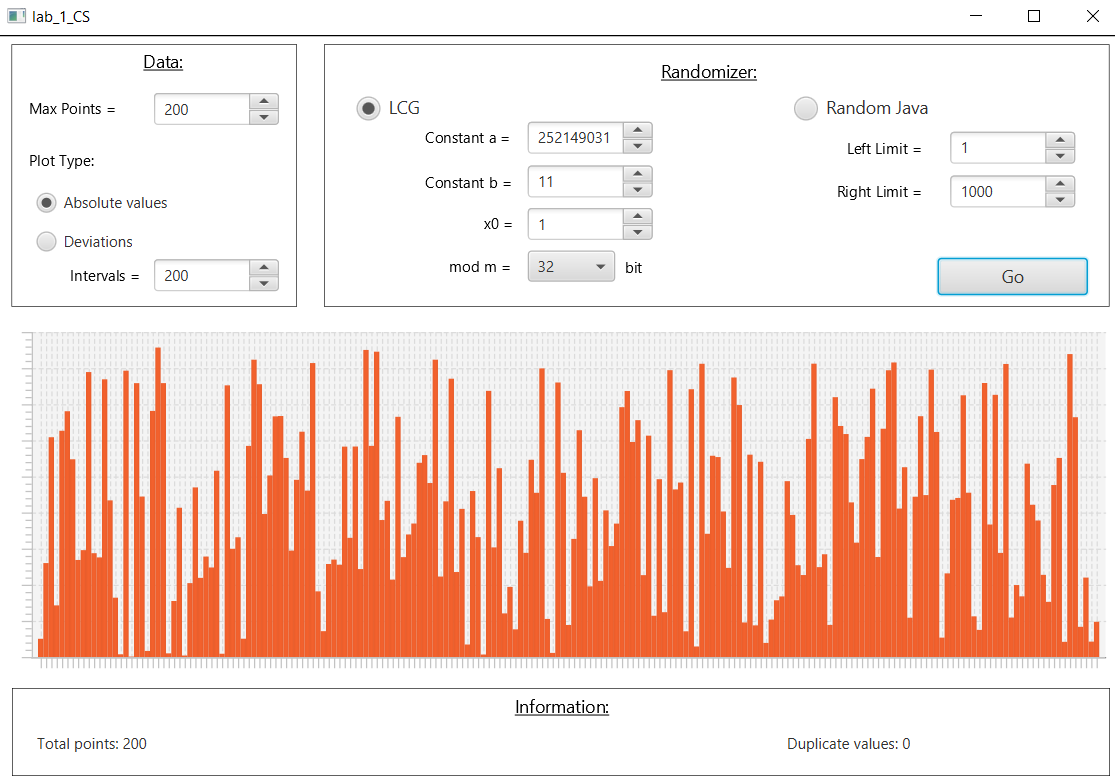 lab_1_CS
Data:
Max Points =
200
Plot Type:
Absolute values
Deviations
Intervals =
200
Randomizer:
LCG
Constant a =
252149031
Constant b =
11
x0 =
1
mod m =
32
bit
Random Java
Left Limit =
1
Right Limit =
1000
Go
Information:
Total points: 200
Duplicate values: 0